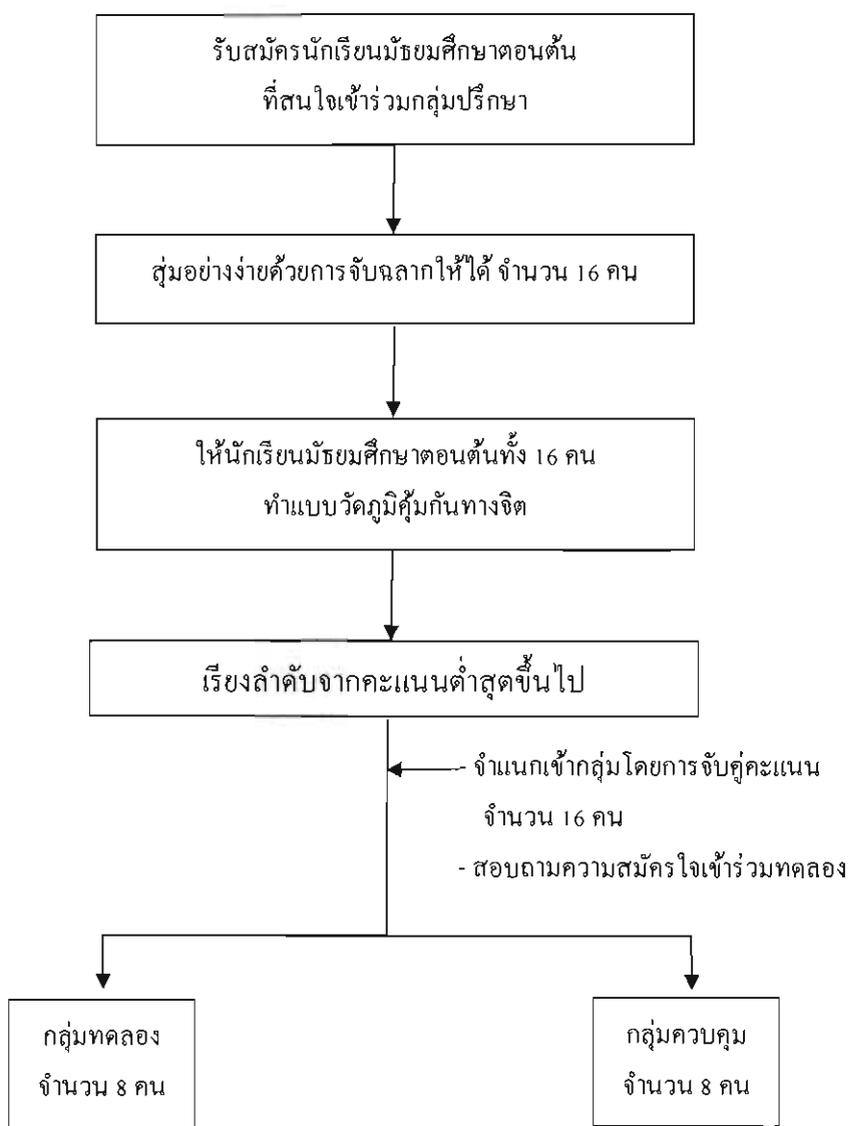 รับสมัครนักเรียนมัธยมศึกษาตอนต้น
ที่สนใจเข้าร่วมกลุ่มปรึกษา
สุ่มอย่างง่ายด้วยการจับฉลากให้ได้ จำนวน 16 คน
ให้นักเรียนมัธยมศึกษาตอนต้นทั้ง 16 คน
ทำแบบวัดภูมิคุ้มกันทางจิต
เรียงลำดับจากคะแนนต่ำสุดขึ้นไป
- จำแนกเข้ากลุ่มโดยการจับคู่คะแนน
จำนวน 16 คน
- สอบถามความสมัครใจเข้าร่วมทดลอง
กลุ่มทดลอง
จำนวน 8 คน
กลุ่มควบคุม
จำนวน 8 คน